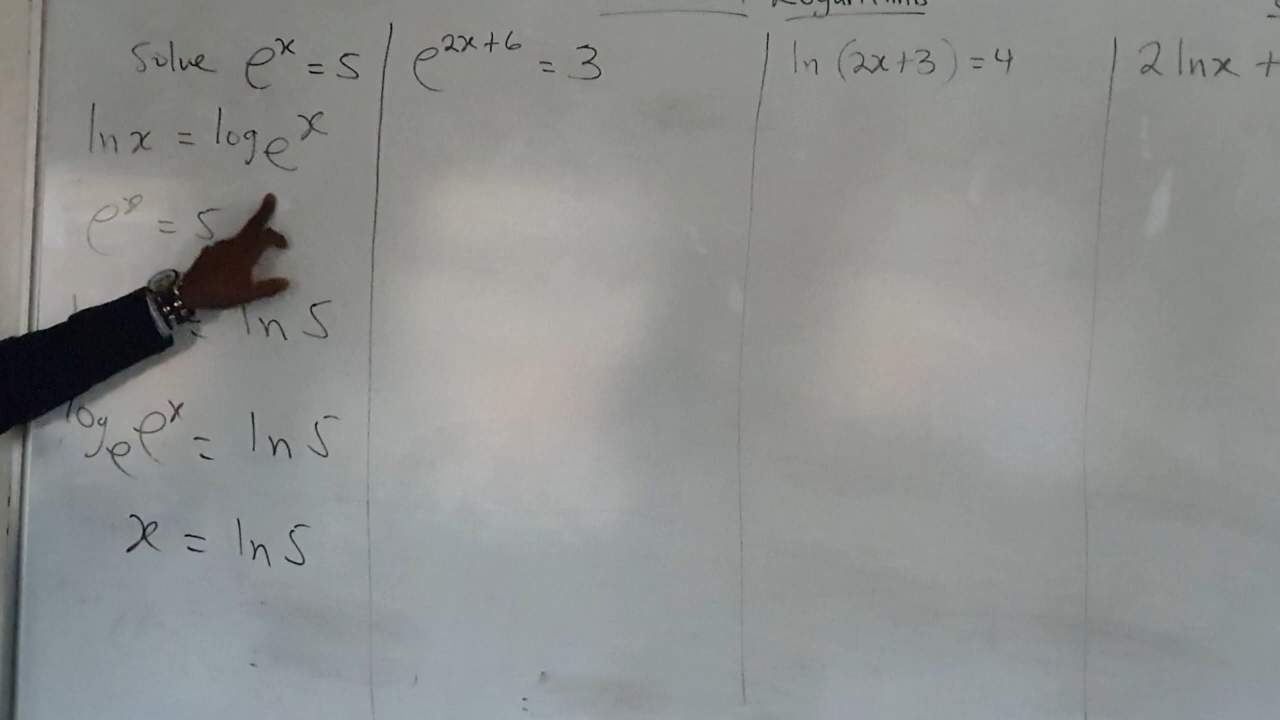 Logarithms
Solve e^x = 5
ln x = log_e x
e^x = 5
= ln 5
log_e e^x = ln 5
x = ln 5
e^{2x+6} = 3
ln (2x+3) = 4
2 ln x +